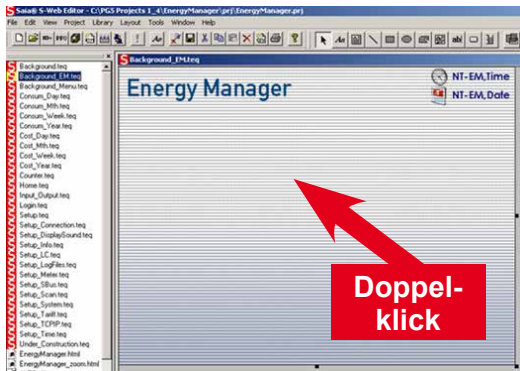 Saia® S-Web Editor - C:\PG5 Projects 1_4\EnergyManager\prj\EnergyManager.prj
File Edit View Project Library Layout Tools Window Help
Background.teq
Background_EM.teq
Background_Menu.teq
Consum_Day.teq
Consum_Mth.teq
Consum_Week.teq
Consum_Year.teq
Cost_Day.teq
Cost_Mth.teq
Cost_Week.teq
Cost_Year.teq
Counter.teq
Home.teq
Input_Output.teq
Login.teq
Setup.teq
Setup_Connection.teq
Setup_DisplaySound.teq
Setup_Info.teq
Setup_LC.teq
Setup_LogFiles.teq
Setup_Meter.teq
Setup_SBus.teq
Setup_Scan.teq
Setup_System.teq
Setup_Tariff.teq
Setup_TCPIP.teq
Setup_Time.teq
Under_Construction.teq
EnergyManager.html
EnergyManager_zoom.html
Background_EM.teq
Energy Manager
NT-EM,Time
NT-EM,Date
Doppel-
klick